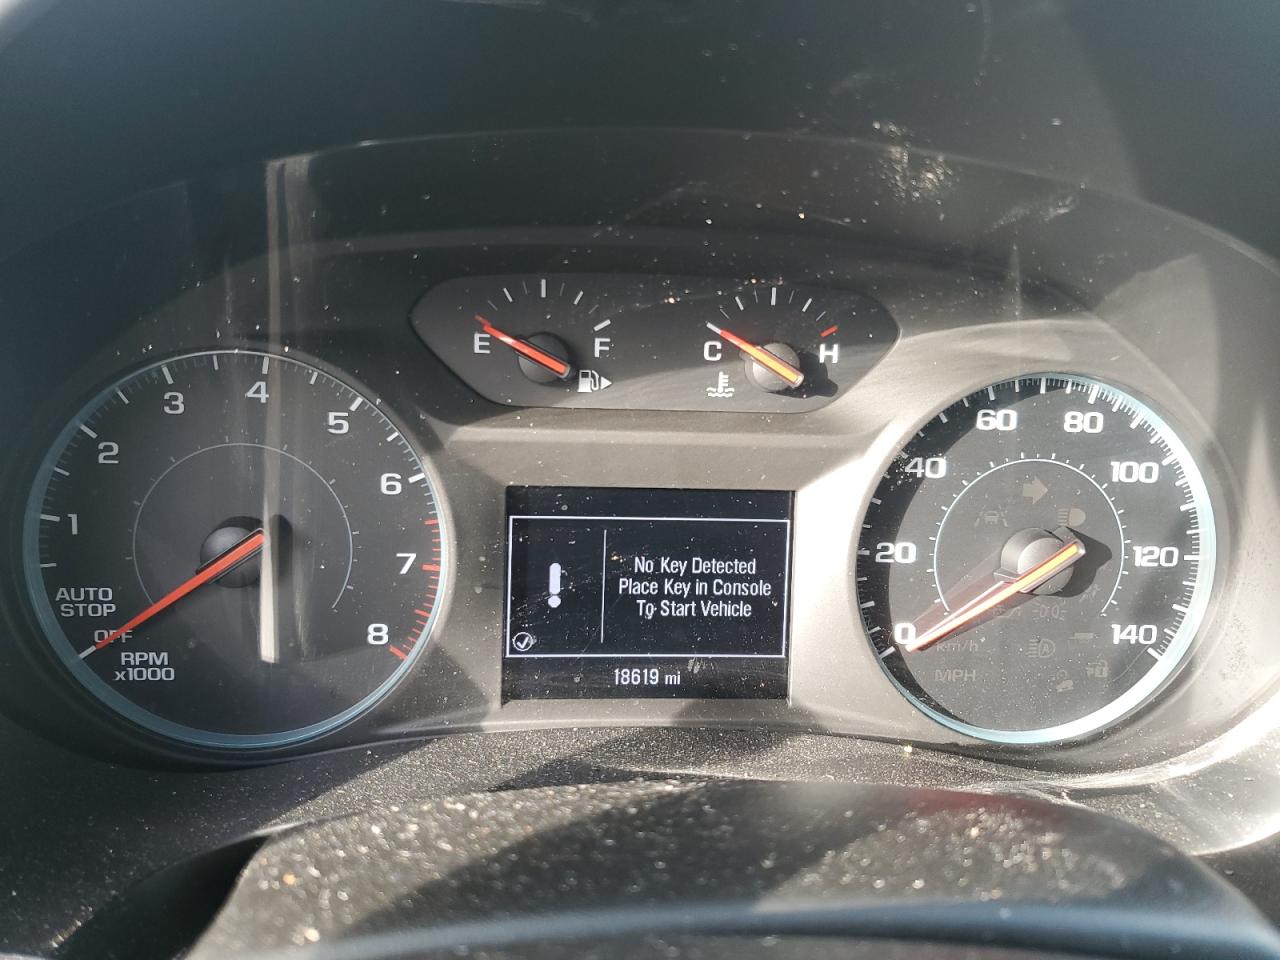 E
F
C
H
1
2
3
4
5
6
7
8
AUTO
STOP
OFF
RPM
x1000
No Key Detected
Place Key in Console
To Start Vehicle
18619 mi
0
20
40
60
80
100
120
140
km/h
MPH
A